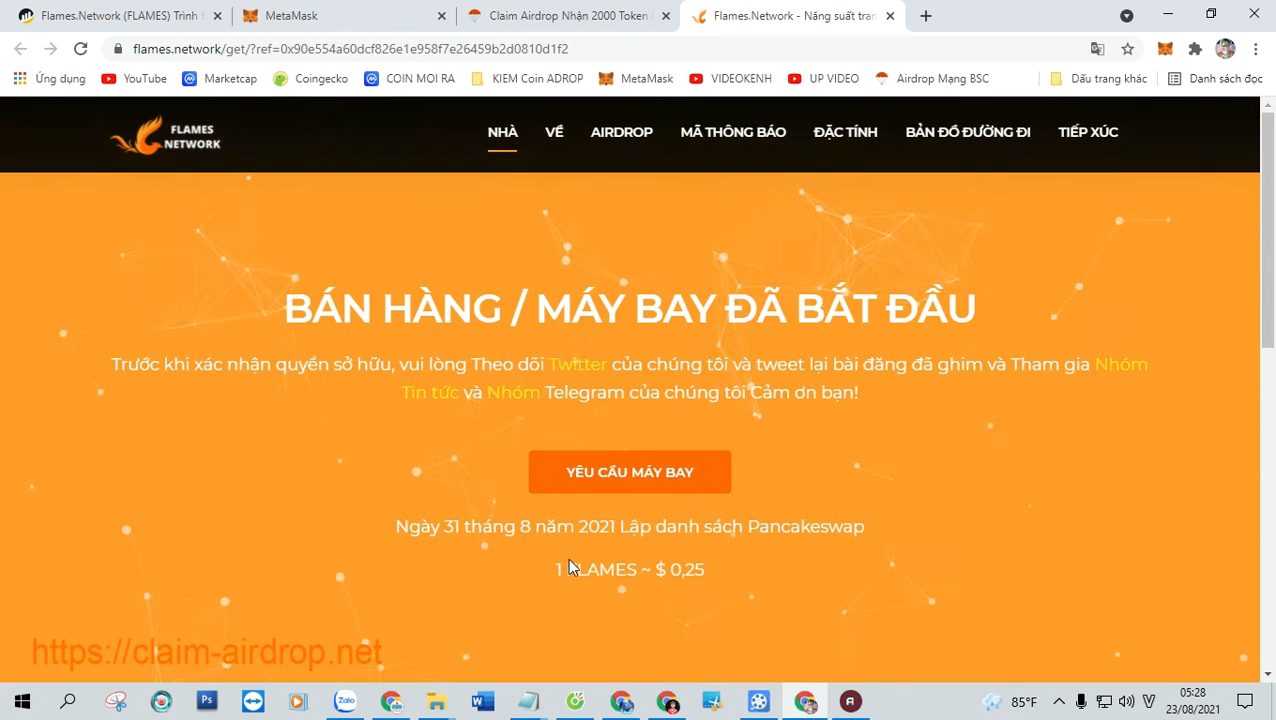 Flames.Network (FLAMES) Trình t
MetaMask
Claim Airdrop Nhận 2000 Token
Flames.Network - Năng suất tran
flames.network/get/?ref=0x90e554a60dcf826e1e958f7e26459b2d0810d1f2
Ứng dụng
YouTube
Marketcap
Coingecko
COIN MOI RA
KIEM Coin ADROP
MetaMask
VIDEOKENH
UP VIDEO
Airdrop Mạng BSC
Dấu trang khác
Danh sách đọc
FLAMES
NETWORK
NHÀ
VỀ
AIRDROP
MÃ THÔNG BÁO
ĐẶC TÍNH
BẢN ĐỒ ĐƯỜNG ĐI
TIẾP XÚC
BÁN HÀNG / MÁY BAY ĐÃ BẮT ĐẦU
Trước khi xác nhận quyền sở hữu, vui lòng Theo dõi Twitter của chúng tôi và tweet lại bài đăng đã ghim và Tham gia Nhóm
Tin tức và Nhóm Telegram của chúng tôi Cảm ơn bạn!
YÊU CẦU MÁY BAY
Ngày 31 tháng 8 năm 2021 Lập danh sách Pancakeswap
1 FLAMES ~ $ 0,25
https://claim-airdrop.net
Zalo
85°F
05:28
23/08/2021